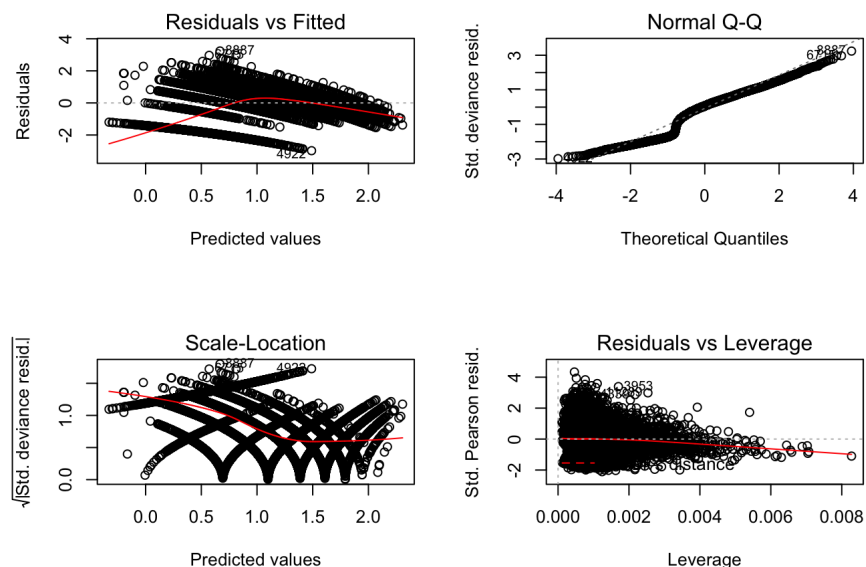 Residuals vs Fitted
Residuals
4
2
0
-2
3887
4922
0.0 0.5 1.0 1.5 2.0
Predicted values
Normal Q-Q
Std. deviance resid.
3
1
-1
-3
3887
-4 -2 0 2 4
Theoretical Quantiles
Scale-Location
√|Std. deviance resid.|
1.0
0.0
3887
4922
0.0 0.5 1.0 1.5 2.0
Predicted values
Residuals vs Leverage
Std. Pearson resid.
4
2
0
-2
3953
distance
0.000 0.002 0.004 0.006 0.008
Leverage